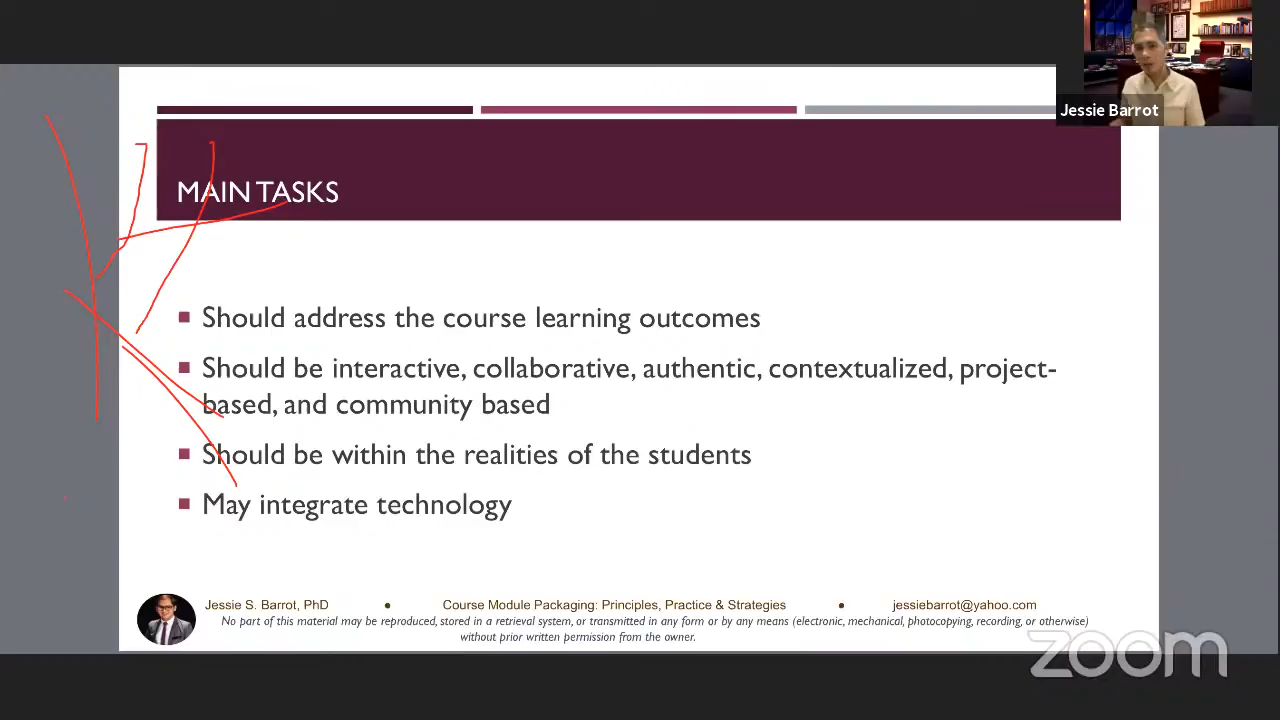 Jessie Barrot
MAIN TASKS
Should address the course learning outcomes
Should be interactive, collaborative, authentic, contextualized, project-
based, and community based
Should be within the realities of the students
May integrate technology
Jessie S. Barrot, PhD ● Course Module Packaging: Principles, Practice & Strategies ● jessiebarrot@yahoo.com
No part of this material may be reproduced, stored in a retrieval system, or transmitted in any form or by any means (electronic, mechanical, photocopying, recording, or otherwise)
without prior written permission from the owner.
zoom